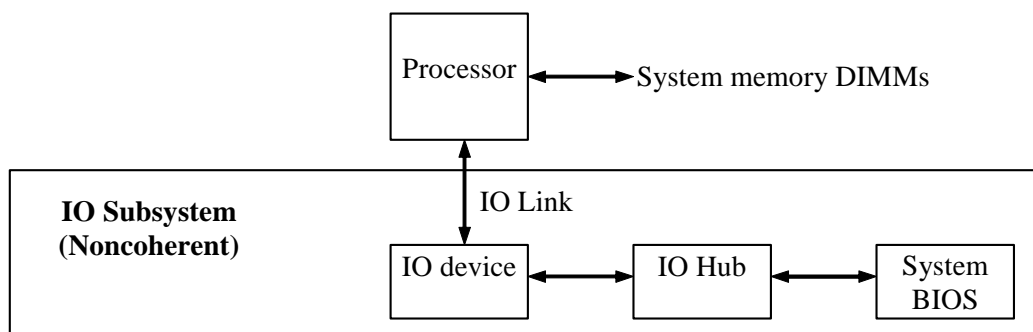 Processor
System memory DIMMs
IO Link
IO Subsystem
(Noncoherent)
IO device
IO Hub
System
BIOS